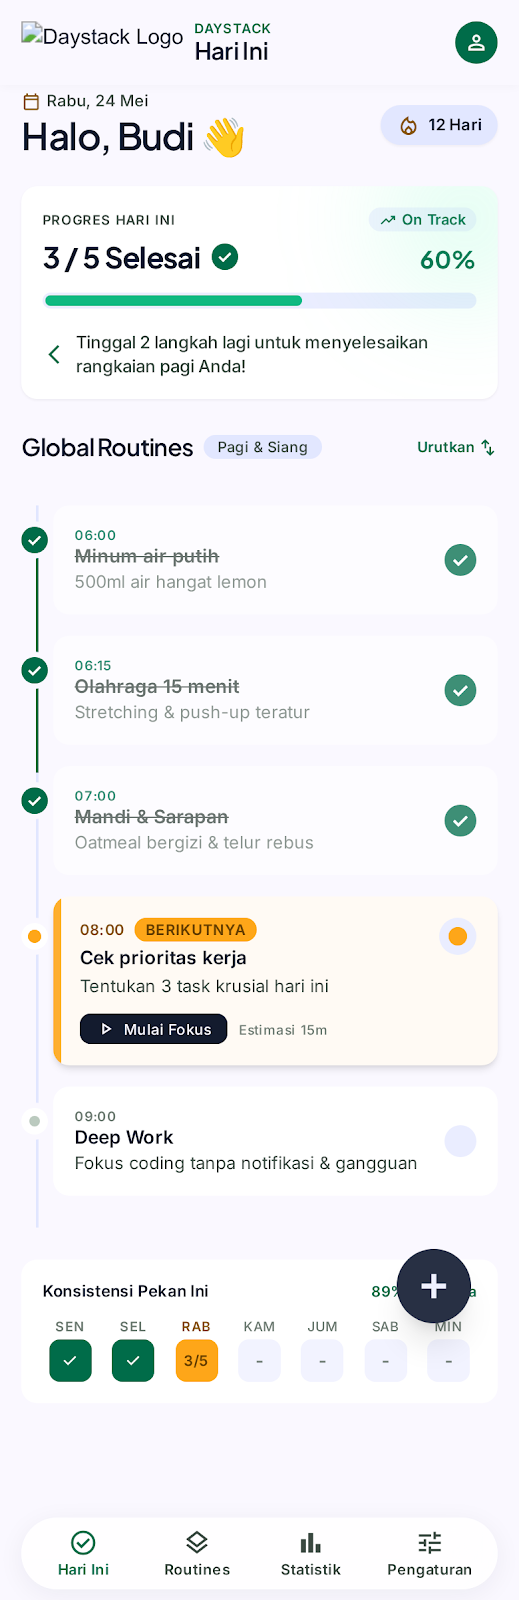 Daystack Logo
DAYSTACK
Hari Ini
Rabu, 24 Mei
Halo, Budi 👋
12 Hari
PROGRES HARI INI
On Track
3 / 5 Selesai
60%
Tinggal 2 langkah lagi untuk menyelesaikan
rangkaian pagi Anda!
Global Routines
Pagi & Siang
Urutkan
06:00
Minum air putih
500ml air hangat lemon
06:15
Olahraga 15 menit
Stretching & push-up teratur
07:00
Mandi & Sarapan
Oatmeal bergizi & telur rebus
08:00 BERIKUTNYA
Cek prioritas kerja
Tentukan 3 task krusial hari ini
Mulai Fokus
Estimasi 15m
09:00
Deep Work
Fokus coding tanpa notifikasi & gangguan
Konsistensi Pekan Ini
89%
SEN SEL RAB KAM JUM SAB MIN
3/5 - - - -
Hari Ini
Routines
Statistik
Pengaturan